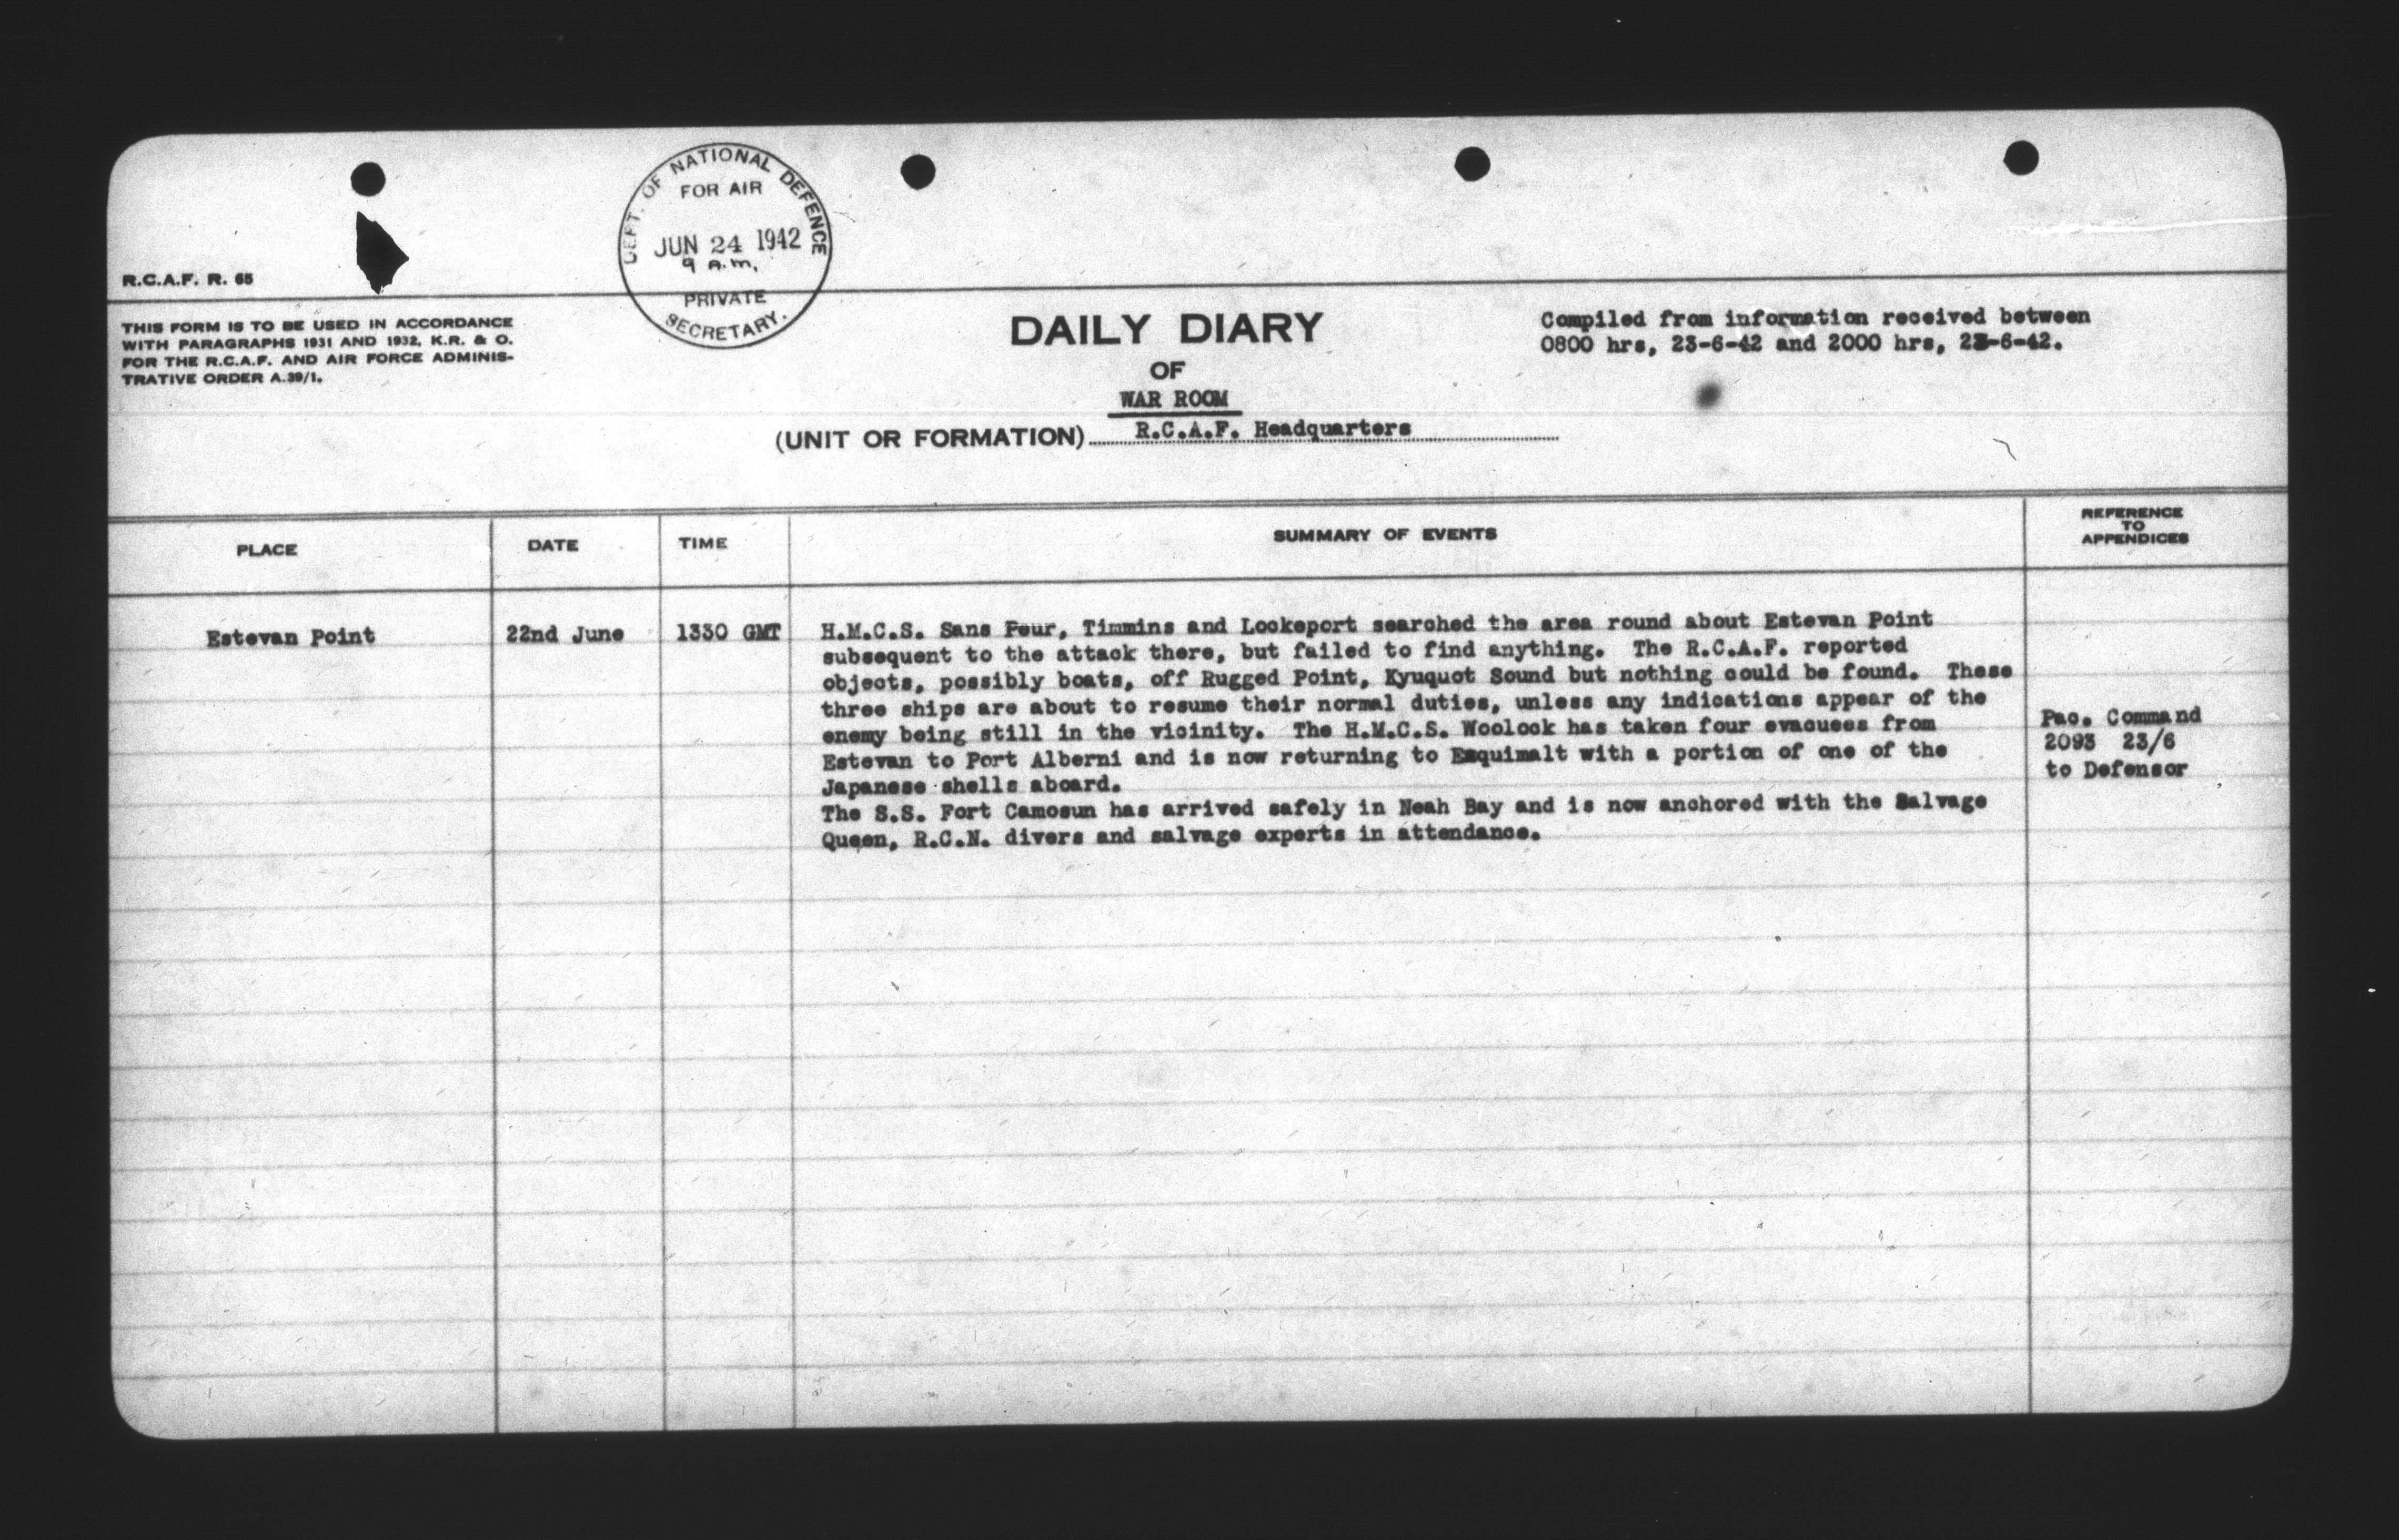 DEPT. OF NATIONAL DEFENCE
FOR AIR
JUN 24 1942
9 A.M.
PRIVATE
SECRETARY.
R.C.A.F. R. 65
THIS FORM IS TO BE USED IN ACCORDANCE
WITH PARAGRAPHS 1931 AND 1932, K.R. & O.
FOR THE R.C.A.F. AND AIR FORCE ADMINIS-
TRATIVE ORDER A.39/1.
DAILY DIARY
OF
WAR ROOM
(UNIT OR FORMATION) R.C.A.F. Headquarters
Compiled from information received between
0800 hrs, 23-6-42 and 2000 hrs, 23-6-42.
PLACE DATE TIME SUMMARY OF EVENTS REFERENCE
TO
APPENDICES
Estevan Point 22nd June 1330 GMT H.M.C.S. Sans Peur, Timmins and Lockeport searched the area round about Estevan Point
subsequent to the attack there, but failed to find anything. The R.C.A.F. reported
objects, possibly boats, off Rugged Point, Kyuquot Sound but nothing could be found. These
three ships are about to resume their normal duties, unless any indications appear of the
enemy being still in the vicinity. The H.M.C.S. Woolock has taken four evacuees from
Estevan to Port Alberni and is now returning to Esquimalt with a portion of one of the
Japanese shells aboard.
The S.S. Fort Camosun has arrived safely in Neah Bay and is now anchored with the Salvage
Queen, R.C.N. divers and salvage experts in attendance.
Pac. Command
2093 23/6
to Defensor